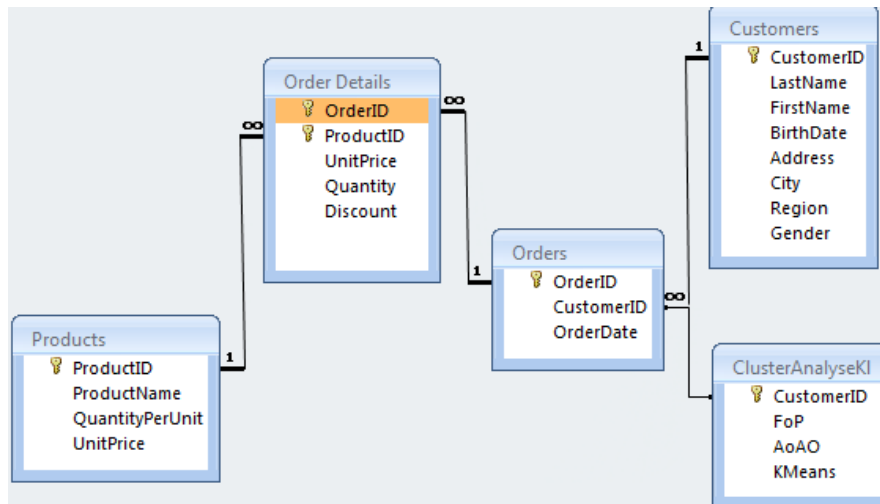 Customers
CustomerID
LastName
FirstName
BirthDate
Address
City
Region
Gender
Order Details
OrderID
ProductID
UnitPrice
Quantity
Discount
Orders
OrderID
CustomerID
OrderDate
Products
ProductID
ProductName
QuantityPerUnit
UnitPrice
ClusterAnalyseKI
CustomerID
FoP
AoAO
KMeans
1
∞
∞
1
1
∞